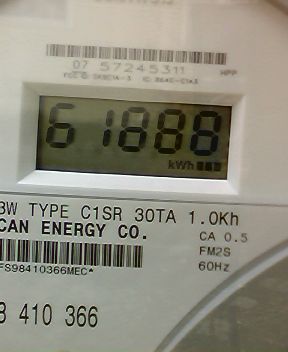 07 57245311 HPP
61888
kWh
3W TYPE C1SR 30TA 1.0Kh
CAN ENERGY CO.
CA 0.5
FM2S
FS98410366MEC*
60Hz
410 366